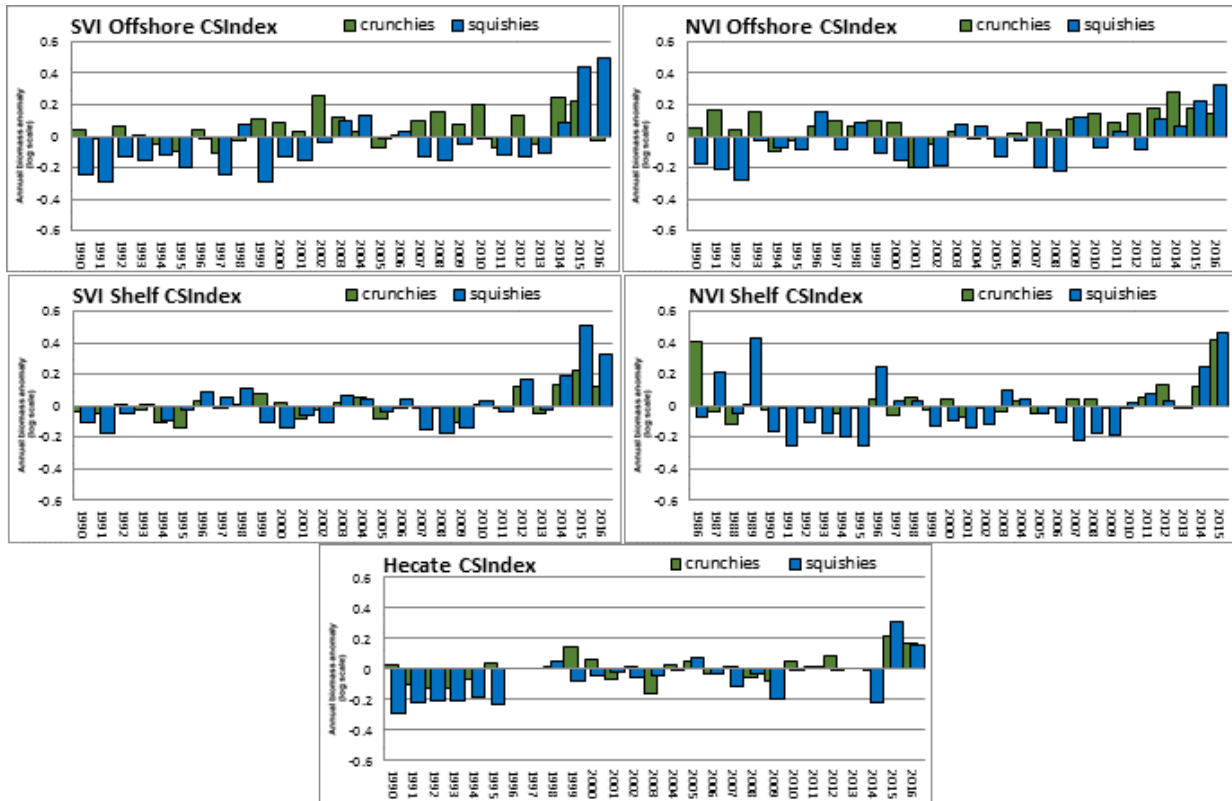 SVI Offshore CSIndex
crunchies squishies
Annual biomass anomaly
(log scale)
0.6
0.4
0.2
0
-0.2
-0.4
-0.6
1990 1991 1992 1993 1994 1995 1996 1997 1998 1999 2000 2001 2002 2003 2004 2005 2006 2007 2008 2009 2010 2011 2012 2013 2014 2015 2016
NVI Offshore CSIndex
crunchies squishies
Annual biomass anomaly
(log scale)
0.6
0.4
0.2
0
-0.2
-0.4
-0.6
1990 1991 1992 1993 1994 1995 1996 1997 1998 1999 2000 2001 2002 2003 2004 2005 2006 2007 2008 2009 2010 2011 2012 2013 2014 2015 2016
SVI Shelf CSIndex
crunchies squishies
Annual biomass anomaly
(log scale)
0.6
0.4
0.2
0
-0.2
-0.4
-0.6
1990 1991 1992 1993 1994 1995 1996 1997 1998 1999 2000 2001 2002 2003 2004 2005 2006 2007 2008 2009 2010 2011 2012 2013 2014 2015 2016
NVI Shelf CSIndex
crunchies squishies
Annual biomass anomaly
(log scale)
0.6
0.4
0.2
0
-0.2
-0.4
-0.6
1986 1987 1988 1989 1990 1991 1992 1993 1994 1995 1996 1997 1998 1999 2000 2001 2002 2003 2004 2005 2006 2007 2008 2009 2010 2011 2012 2013 2014 2015
Hecate CSIndex
crunchies squishies
Annual biomass anomaly
(log scale)
0.6
0.4
0.2
0
-0.2
-0.4
-0.6
1990 1991 1992 1993 1994 1995 1996 1997 1998 1999 2000 2001 2002 2003 2004 2005 2006 2007 2008 2009 2010 2011 2012 2013 2014 2015 2016